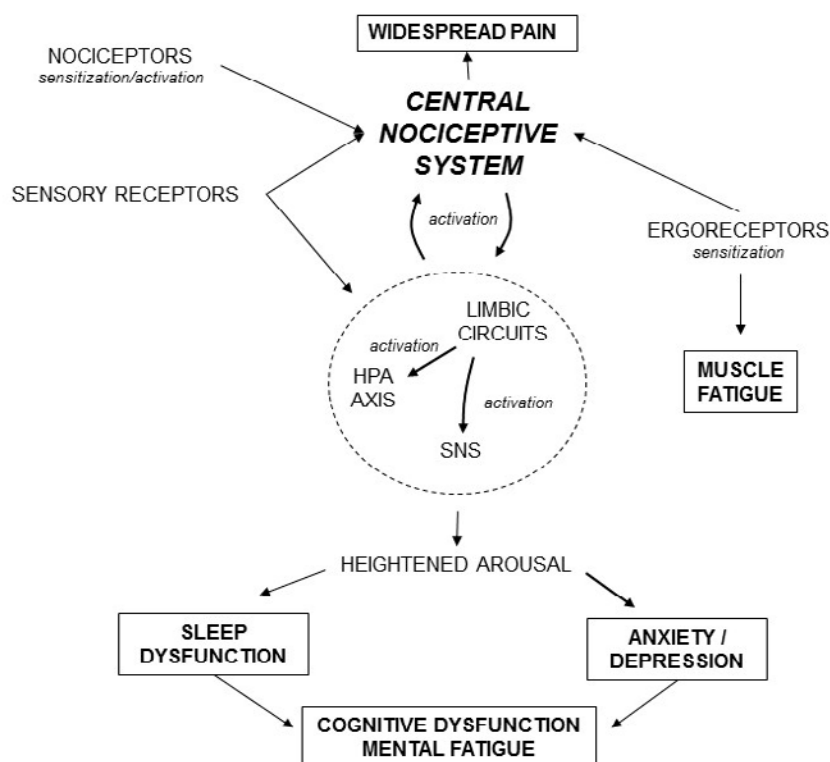 WIDESPREAD PAIN
NOCICEPTORS
sensitization/activation
CENTRAL
NOCICEPTIVE
SYSTEM
SENSORY RECEPTORS
activation
ERGORECEPTORS
sensitization
LIMBIC
CIRCUITS
activation
HPA
AXIS
activation
SNS
MUSCLE
FATIGUE
HEIGHTENED AROUSAL
SLEEP
DYSFUNCTION
ANXIETY /
DEPRESSION
COGNITIVE DYSFUNCTION
MENTAL FATIGUE